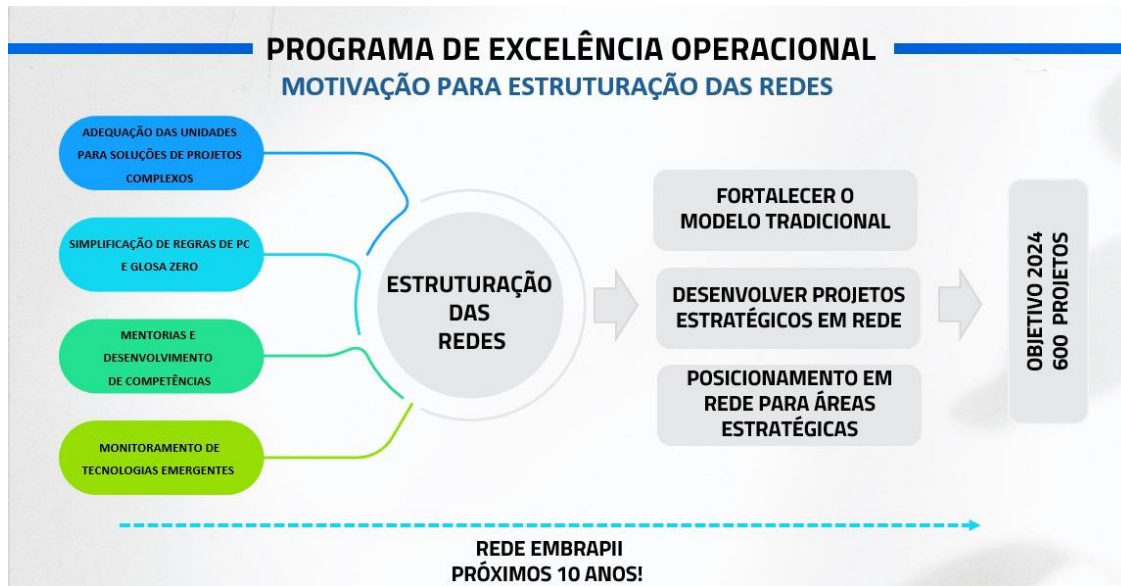 PROGRAMA DE EXCELÊNCIA OPERACIONAL
MOTIVAÇÃO PARA ESTRUTURAÇÃO DAS REDES
ADEQUAÇÃO DAS UNIDADES
PARA SOLUÇÕES DE PROJETOS
COMPLEXOS
SIMPLIFICAÇÃO DE REGRAS DE PC
E GLOSA ZERO
MENTORIAS E
DESENVOLVIMENTO
DE COMPETÊNCIAS
MONITORAMENTO DE
TECNOLOGIAS EMERGENTES
ESTRUTURAÇÃO
DAS
REDES
FORTALECER O
MODELO TRADICIONAL
DESENVOLVER PROJETOS
ESTRATÉGICOS EM REDE
POSICIONAMENTO EM
REDE PARA ÁREAS
ESTRATÉGICAS
OBJETIVO 2024
600 PROJETOS
REDE EMBRAPII
PRÓXIMOS 10 ANOS!